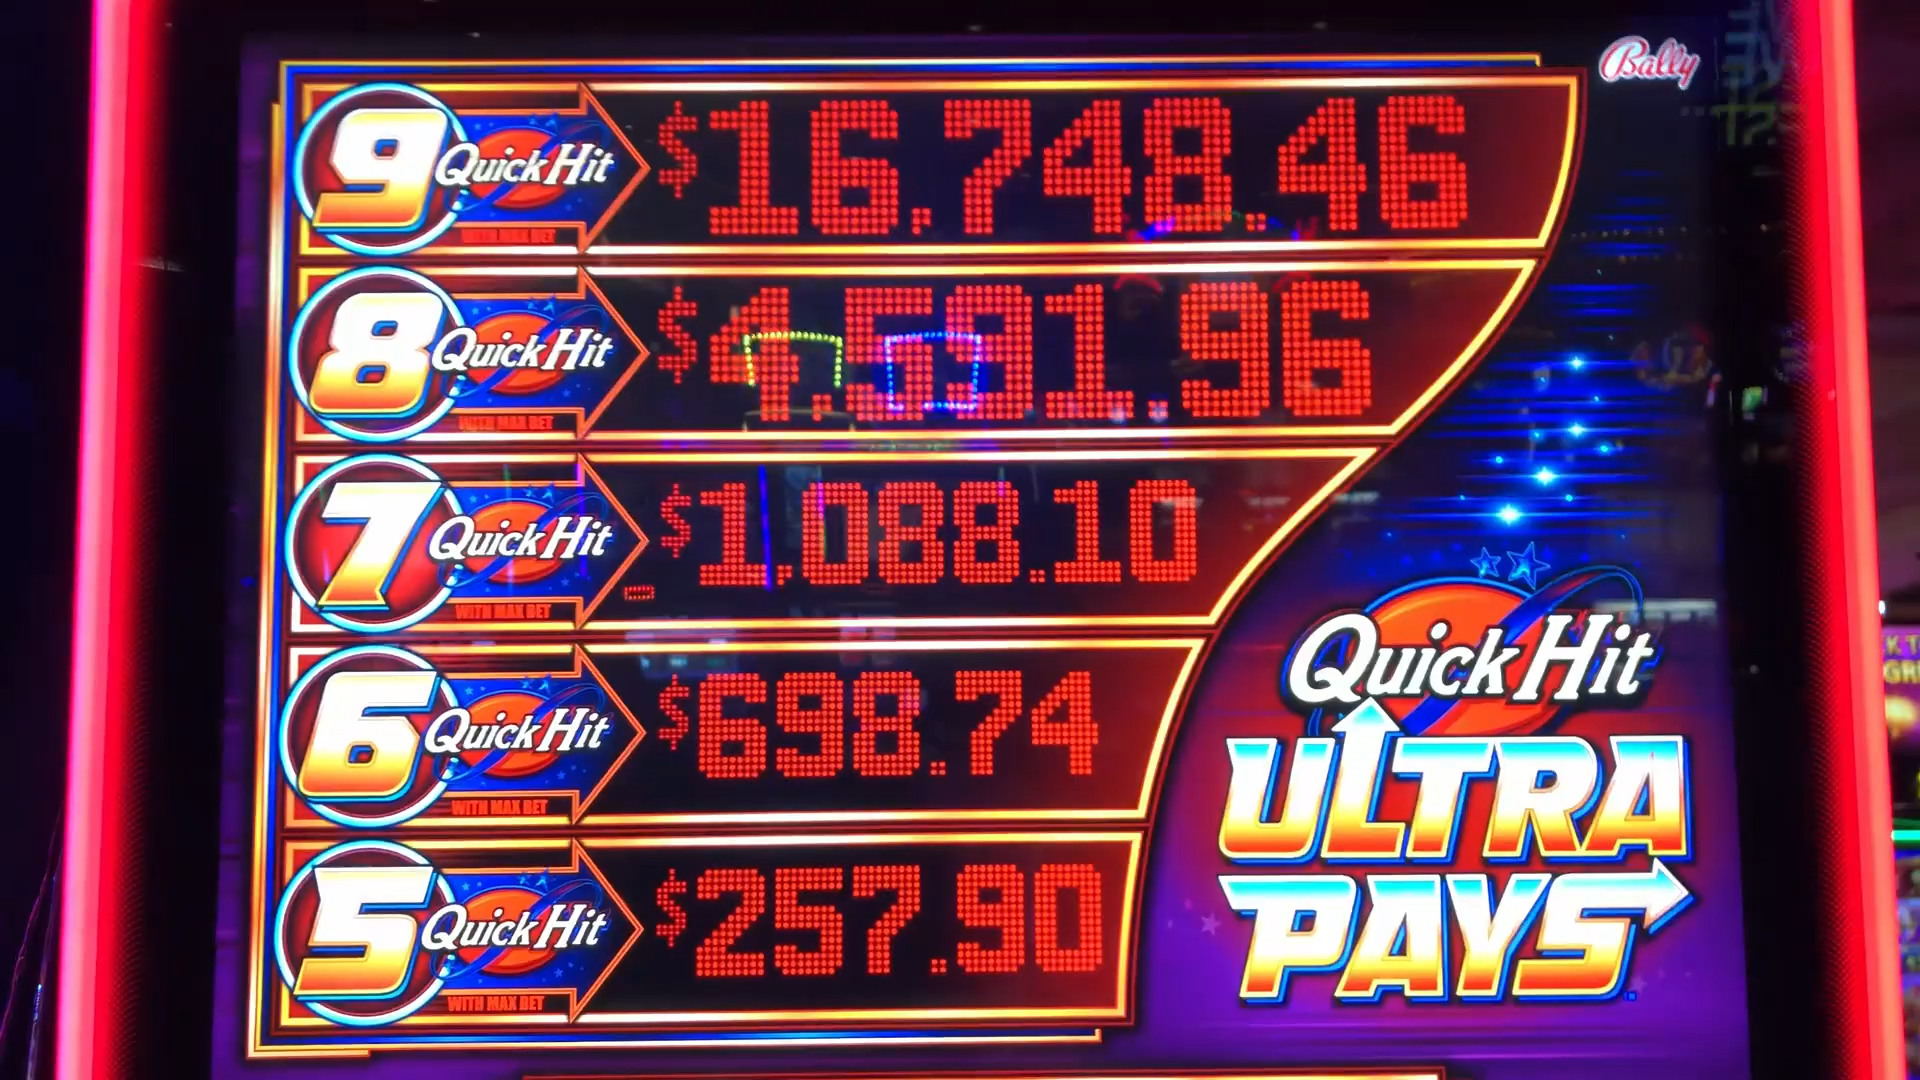 Bally
9 Quick Hit $16,748.46
WITH MAX BET
8 Quick Hit $4,591.96
WITH MAX BET
7 Quick Hit $1,088.10
WITH MAX BET
6 Quick Hit $698.74
WITH MAX BET
5 Quick Hit $257.90
WITH MAX BET
Quick Hit
ULTRA
PAYS